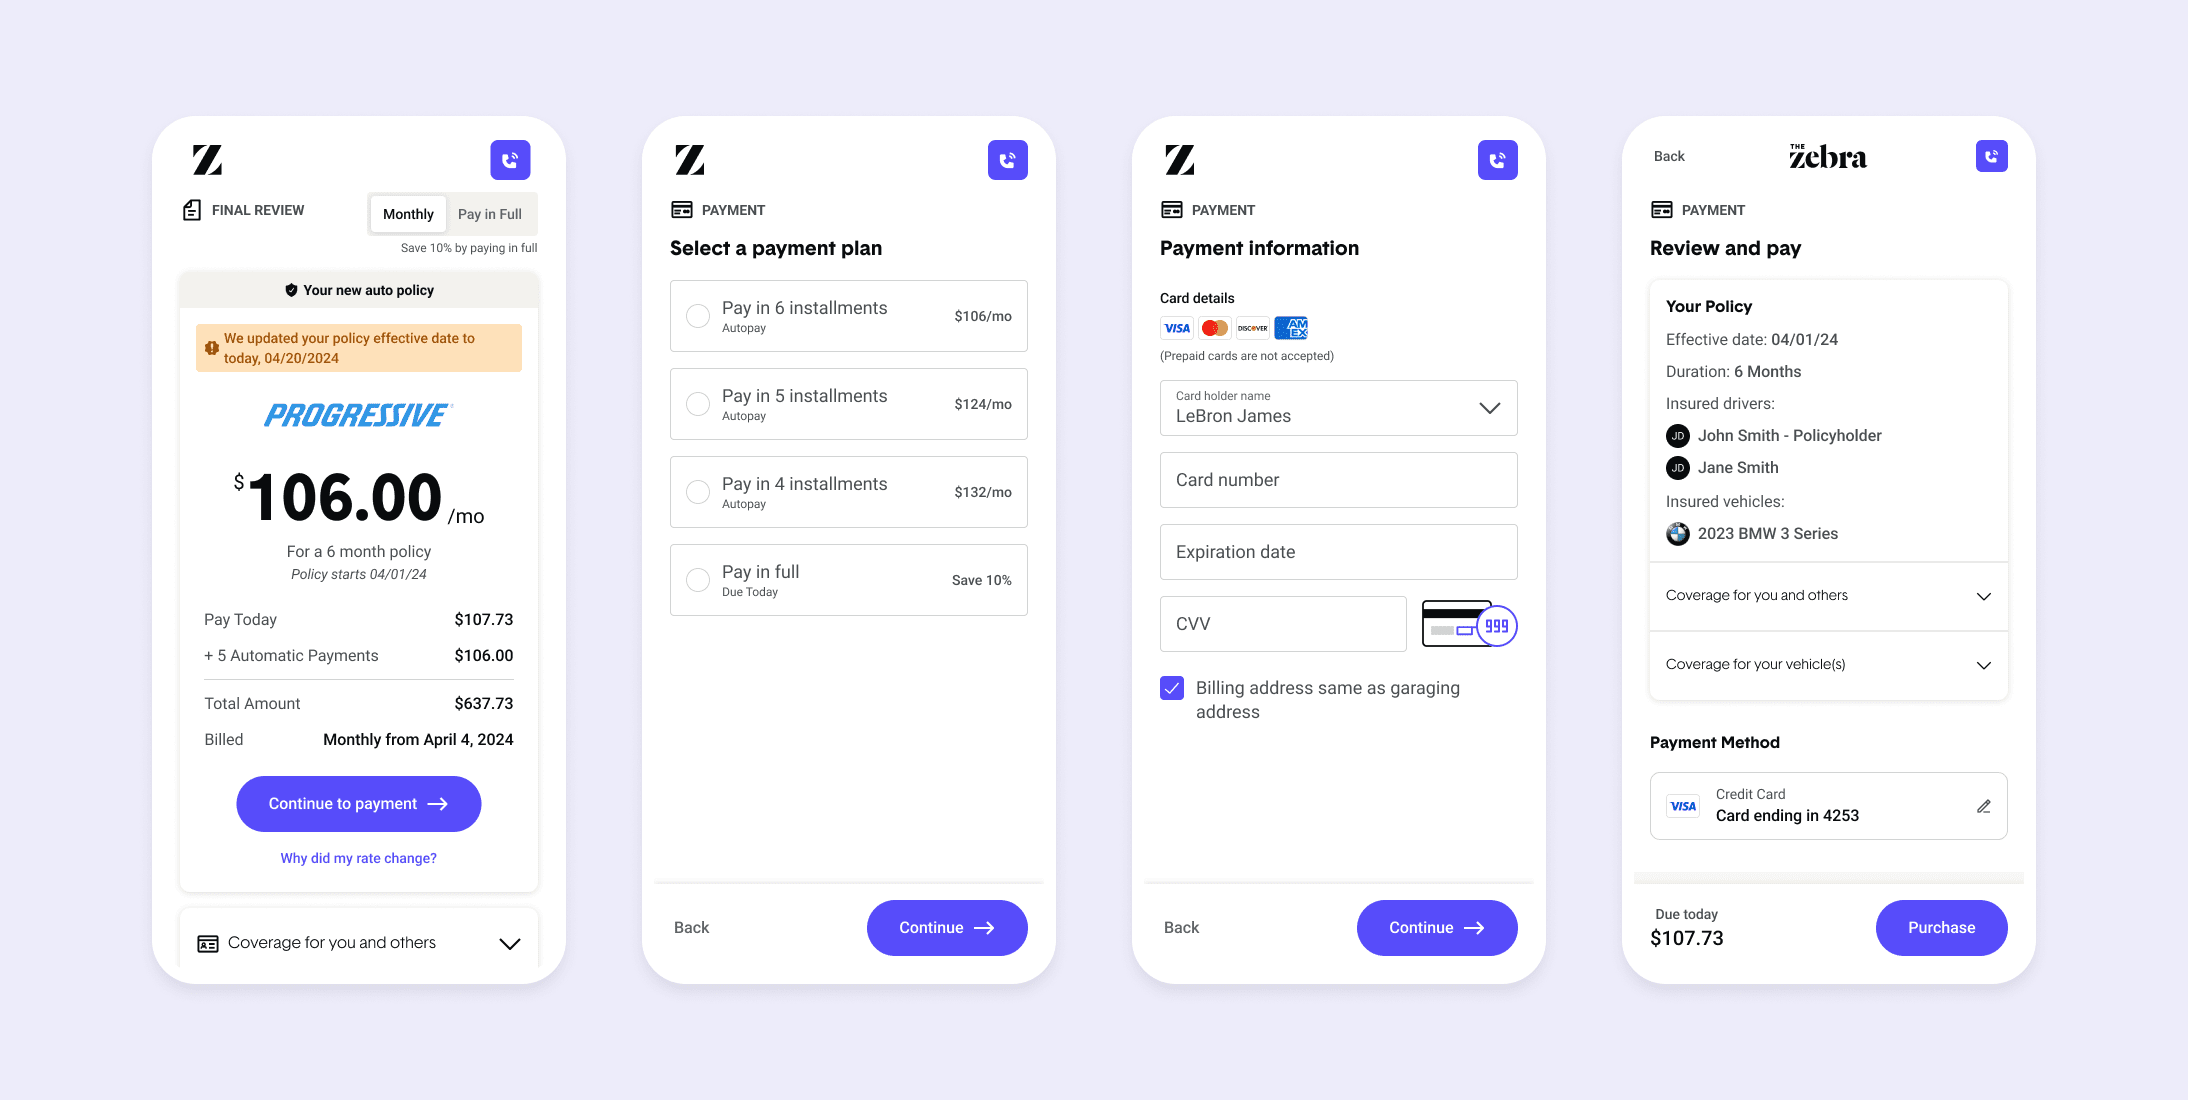 Z
FINAL REVIEW
Monthly
Pay in Full
Save 10% by paying in full
Your new auto policy
We updated your policy effective date to
today, 04/20/2024
PROGRESSIVE
$106.00/mo
For a 6 month policy
Policy starts 04/01/24
Pay Today $107.73
+ 5 Automatic Payments $106.00
Total Amount $637.73
Billed Monthly from April 4, 2024
Continue to payment
Why did my rate change?
Coverage for you and others
Z
PAYMENT
Select a payment plan
Pay in 6 installments
Autopay
$106/mo
Pay in 5 installments
Autopay
$124/mo
Pay in 4 installments
Autopay
$132/mo
Pay in full
Due Today
Save 10%
Back
Continue
Z
PAYMENT
Payment information
Card details
VISA DISCOVER AMEX
(Prepaid cards are not accepted)
Card holder name
LeBron James
Card number
Expiration date
CVV
999
Billing address same as garaging
address
Back
Continue
Back
THE
Zebra
PAYMENT
Review and pay
Your Policy
Effective date: 04/01/24
Duration: 6 Months
Insured drivers:
JD John Smith - Policyholder
JD Jane Smith
Insured vehicles:
2023 BMW 3 Series
Coverage for you and others
Coverage for your vehicle(s)
Payment Method
VISA
Credit Card
Card ending in 4253
Due today
$107.73
Purchase